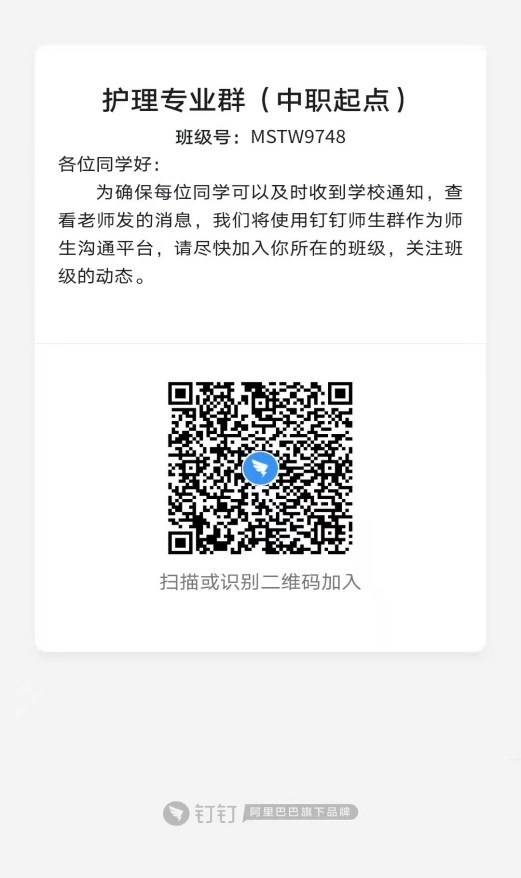 护理专业群（中职起点）
班级号：MSTW9748
各位同学好：
为确保每位同学可以及时收到学校通知，查
看老师发的消息，我们将使用钉钉师生群作为师
生沟通平台，请尽快加入你所在的班级，关注班
级的动态。
扫描或识别二维码加入
钉钉 阿里巴巴旗下品牌